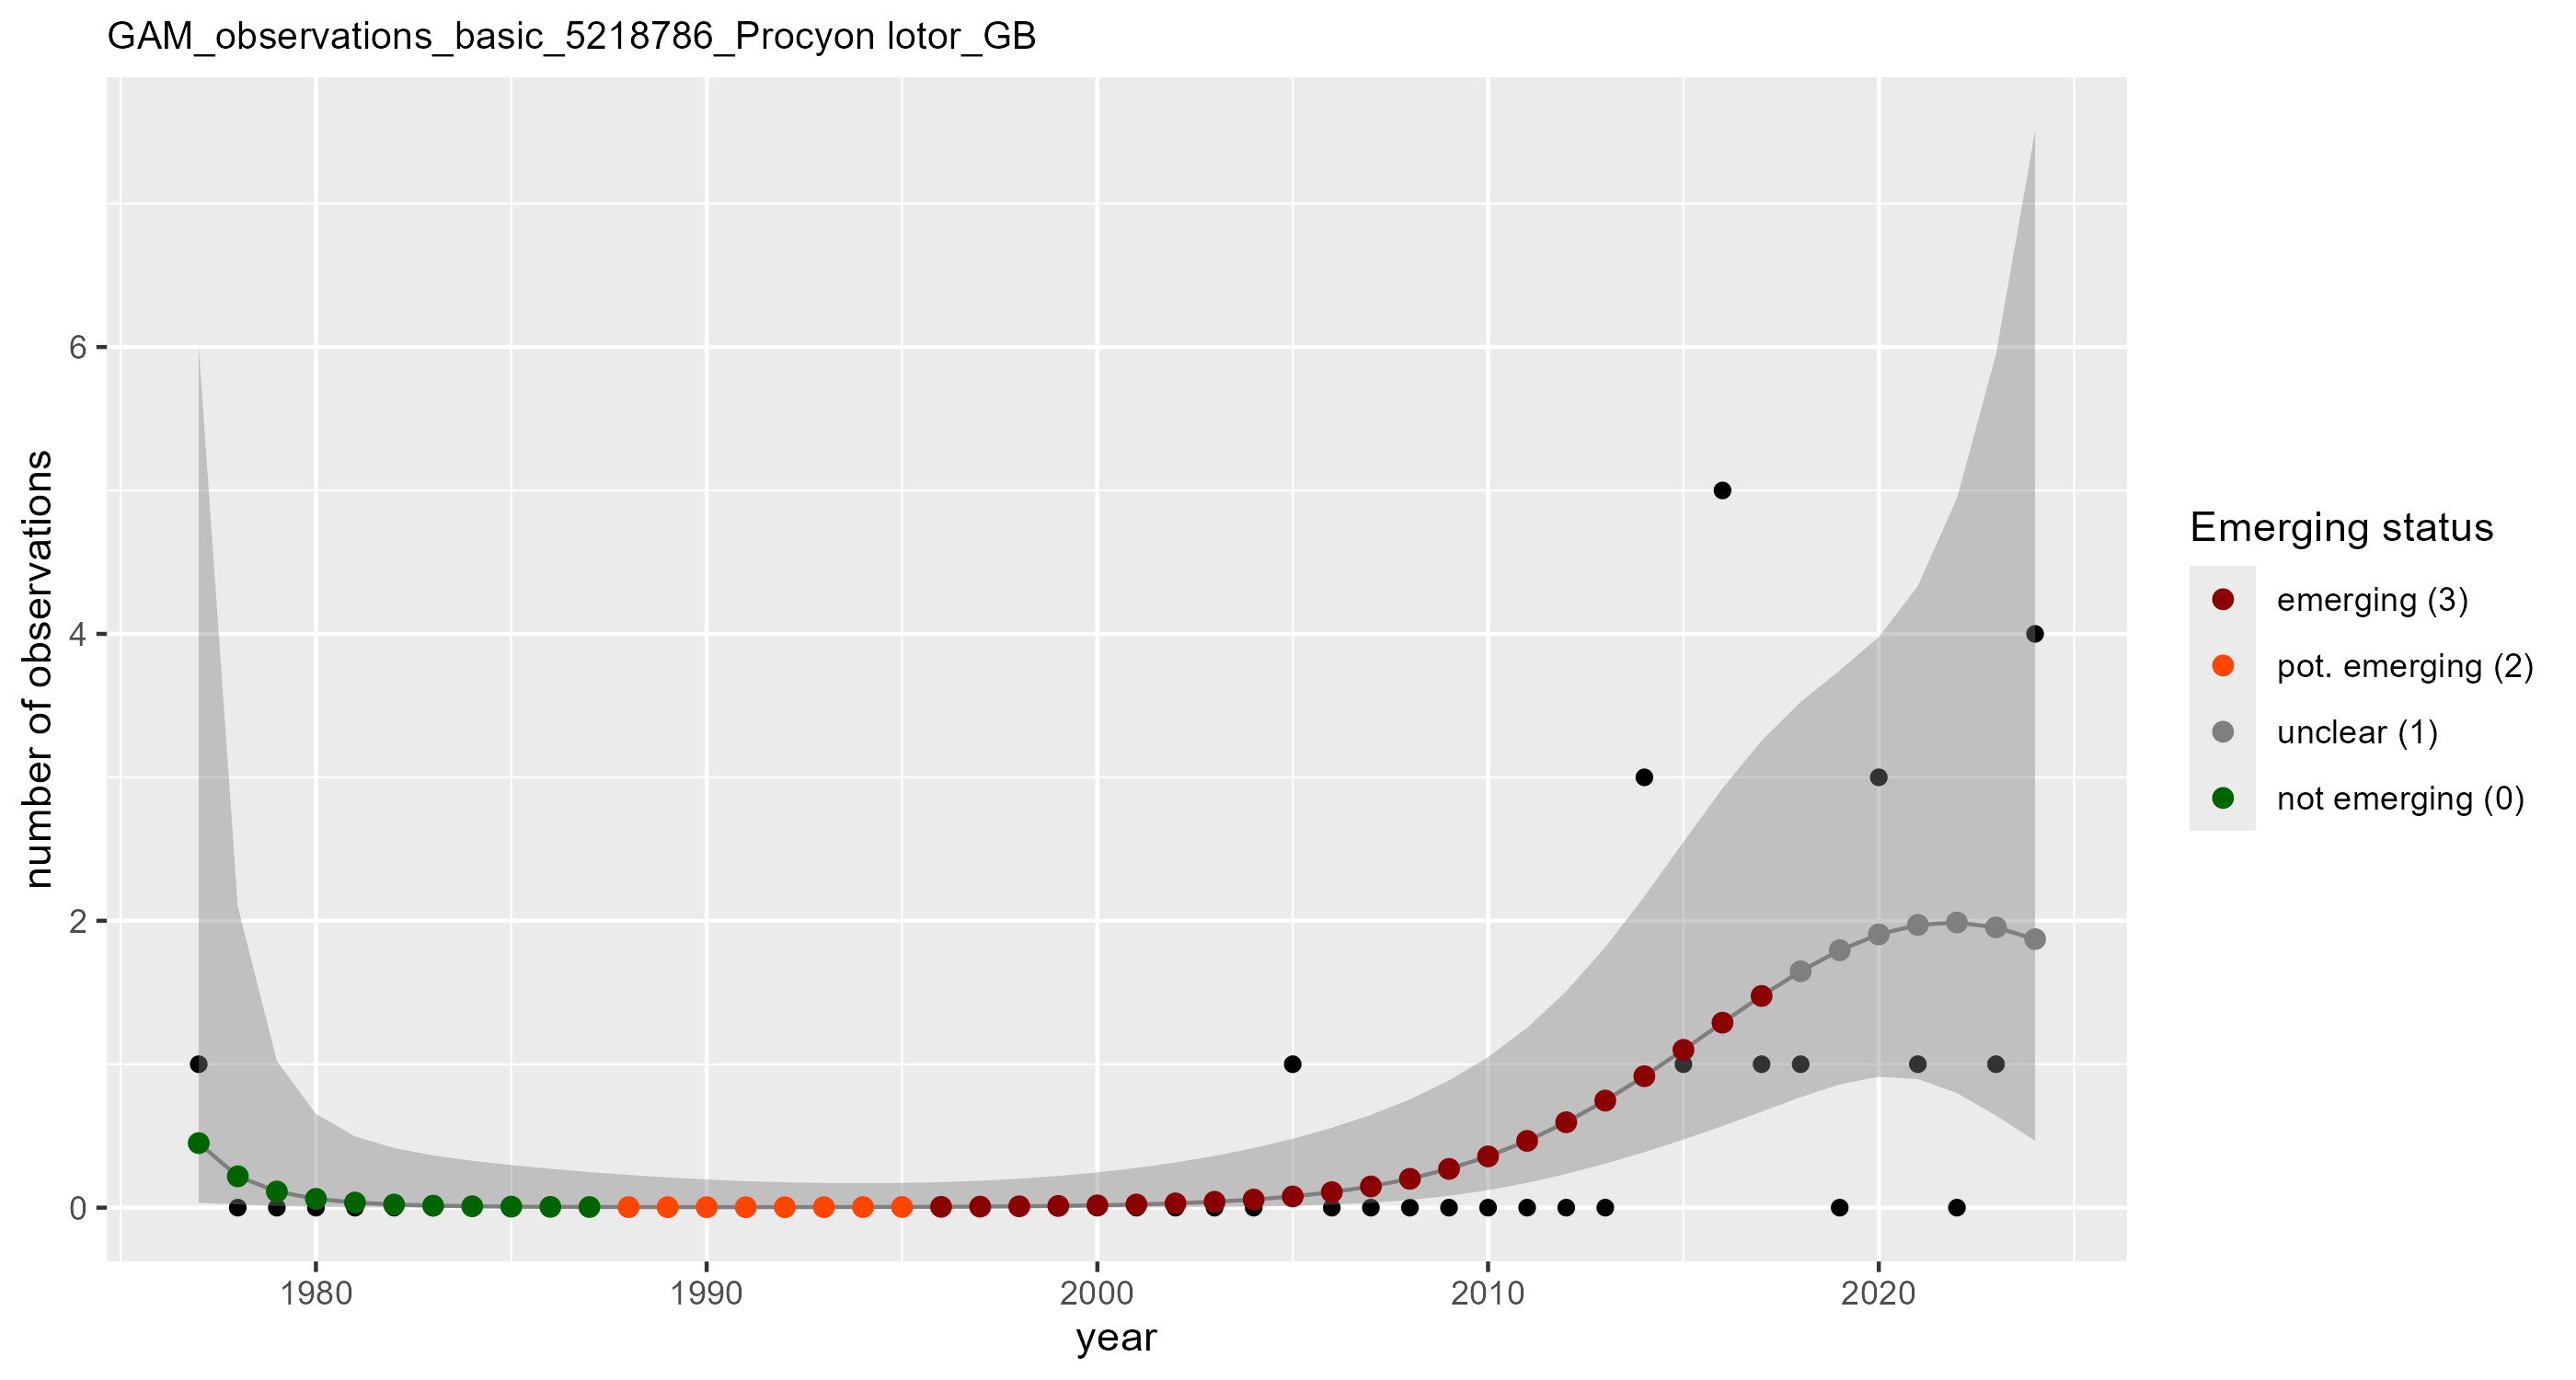 GAM_observations_basic_5218786_Procyon lotor_GB
number of observations
6
4
2
0
1980 1990 2000 2010 2020
year
Emerging status
emerging (3)
pot. emerging (2)
unclear (1)
not emerging (0)